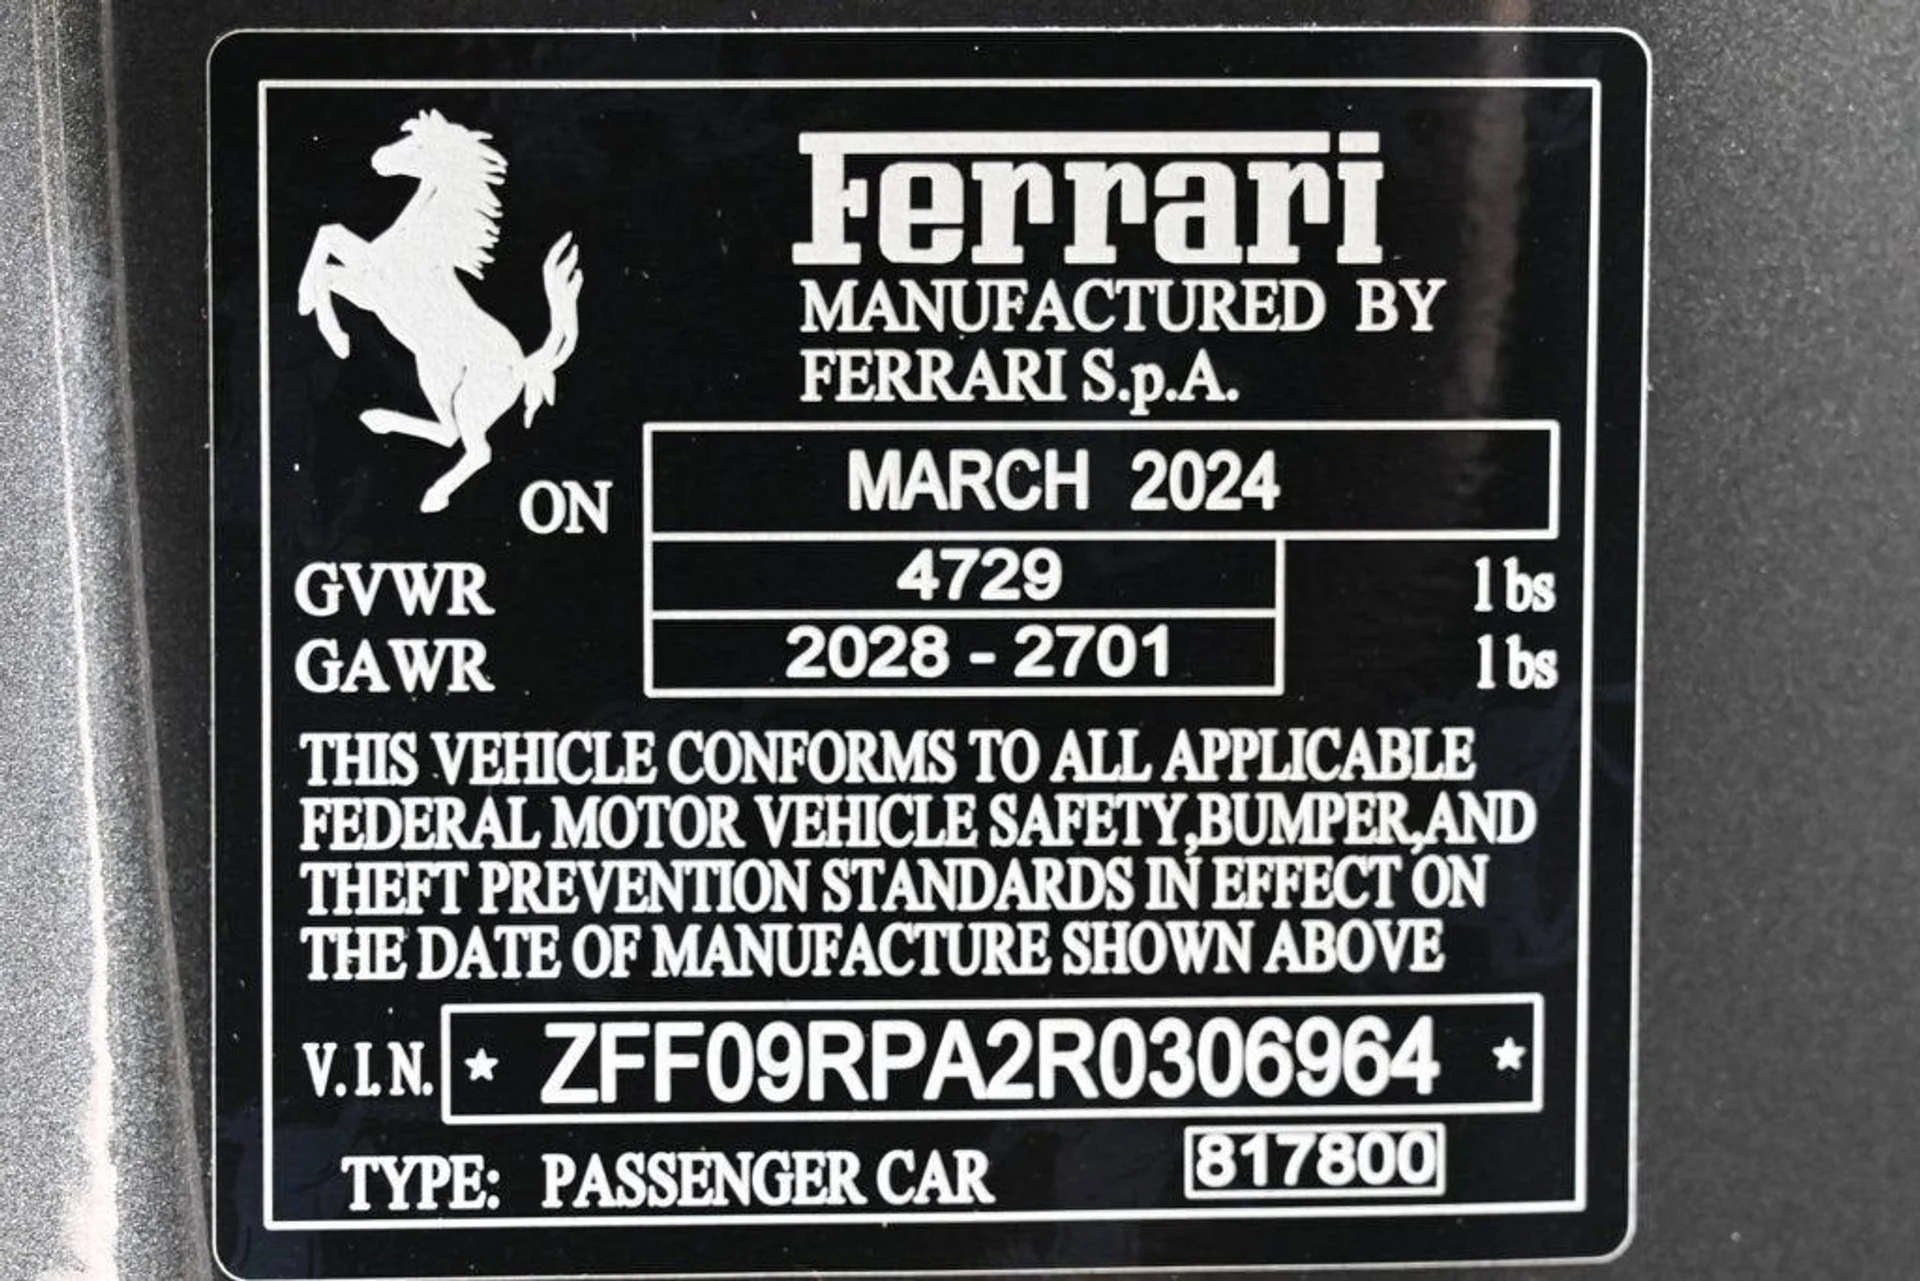 Ferrari
MANUFACTURED BY
FERRARI S.p.A.
ON MARCH 2024
GVWR 4729 lbs
GAWR 2028 - 2701 lbs
THIS VEHICLE CONFORMS TO ALL APPLICABLE
FEDERAL MOTOR VEHICLE SAFETY,BUMPER,AND
THEFT PREVENTION STANDARDS IN EFFECT ON
THE DATE OF MANUFACTURE SHOWN ABOVE
V.I.N. ★ ZFF09RPA2R0306964 ★
TYPE: PASSENGER CAR 817800